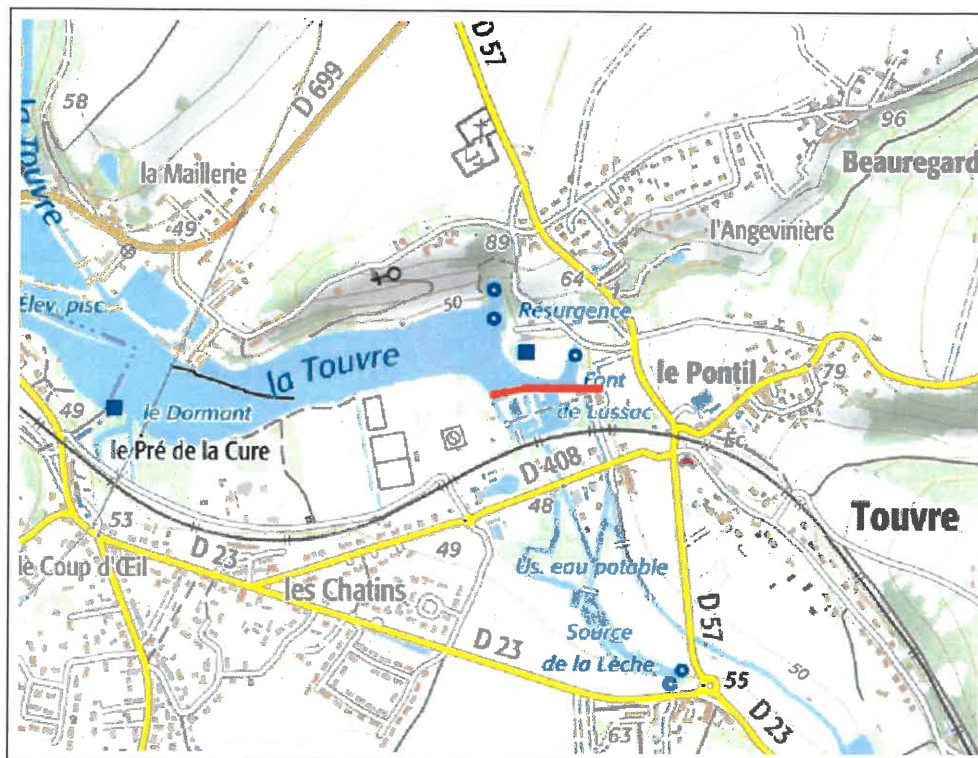 D 57
58
D 699
96
la Touvre
la Maillerie
Beauregard
49
l'Angevinière
89
64
Élev. pisc.
50
Résurgence
la Touvre
le Pontil
79
Font
de Lussac
49
le Dormant
le Pré de la Cure
Éc.
D 408
53
48
Touvre
D 23
49
le Coup d'Œil
les Chatins
Us. eau potable
D 57
D 23
Source
de la Lèche
50
55
63
D 23